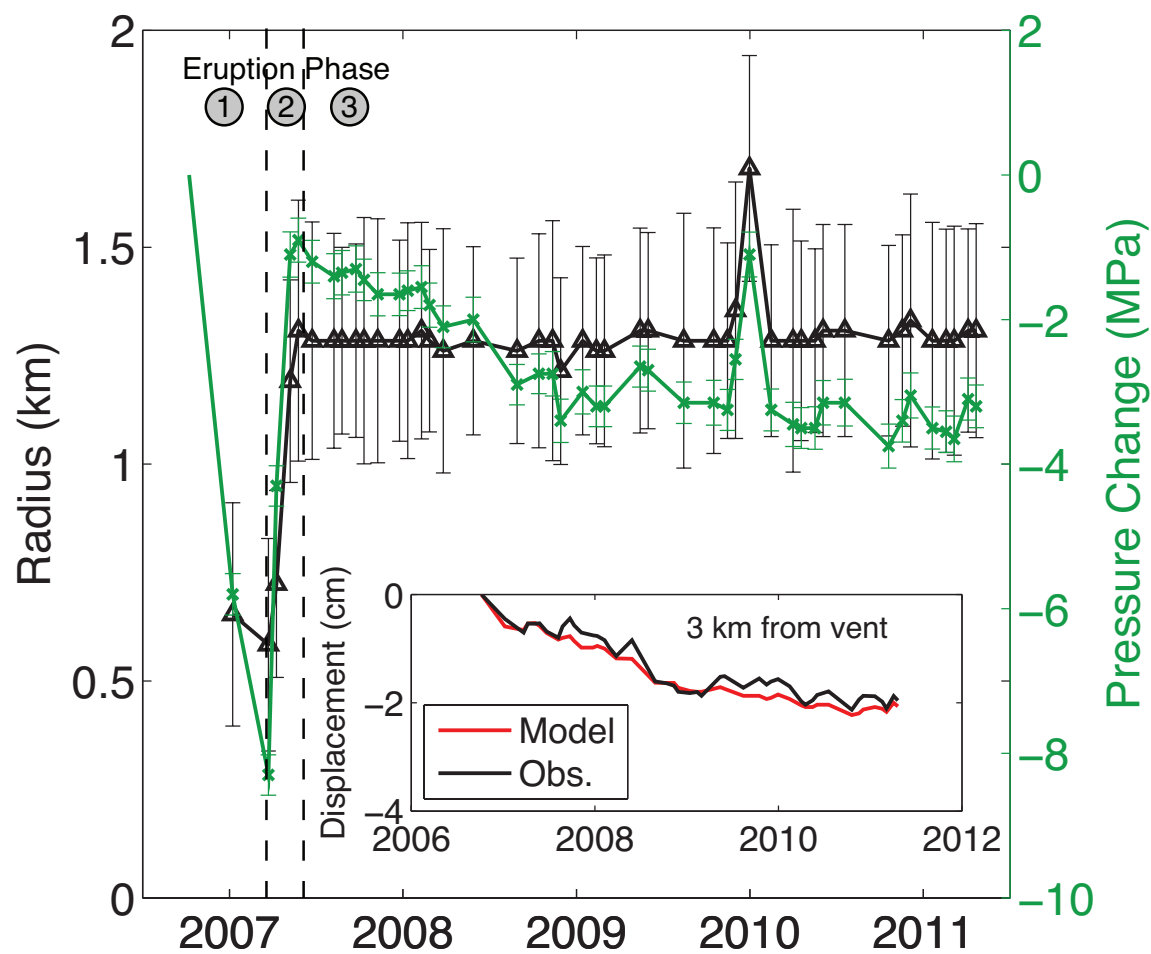 2
1.5
1
0.5
0
Radius (km)
Eruption Phase
1 2 3
2
0
−2
−4
−6
−8
−10
Pressure Change (MPa)
2007 2008 2009 2010 2011
Displacement (cm)
0
−2
−4
3 km from vent
Model
Obs.
2006 2008 2010 2012